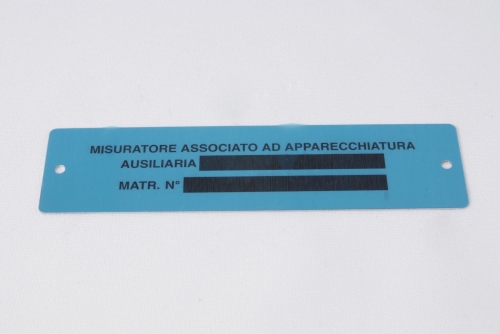 MISURATORE ASSOCIATO AD APPARECCHIATURA
AUSILIARIA
MATR. N°